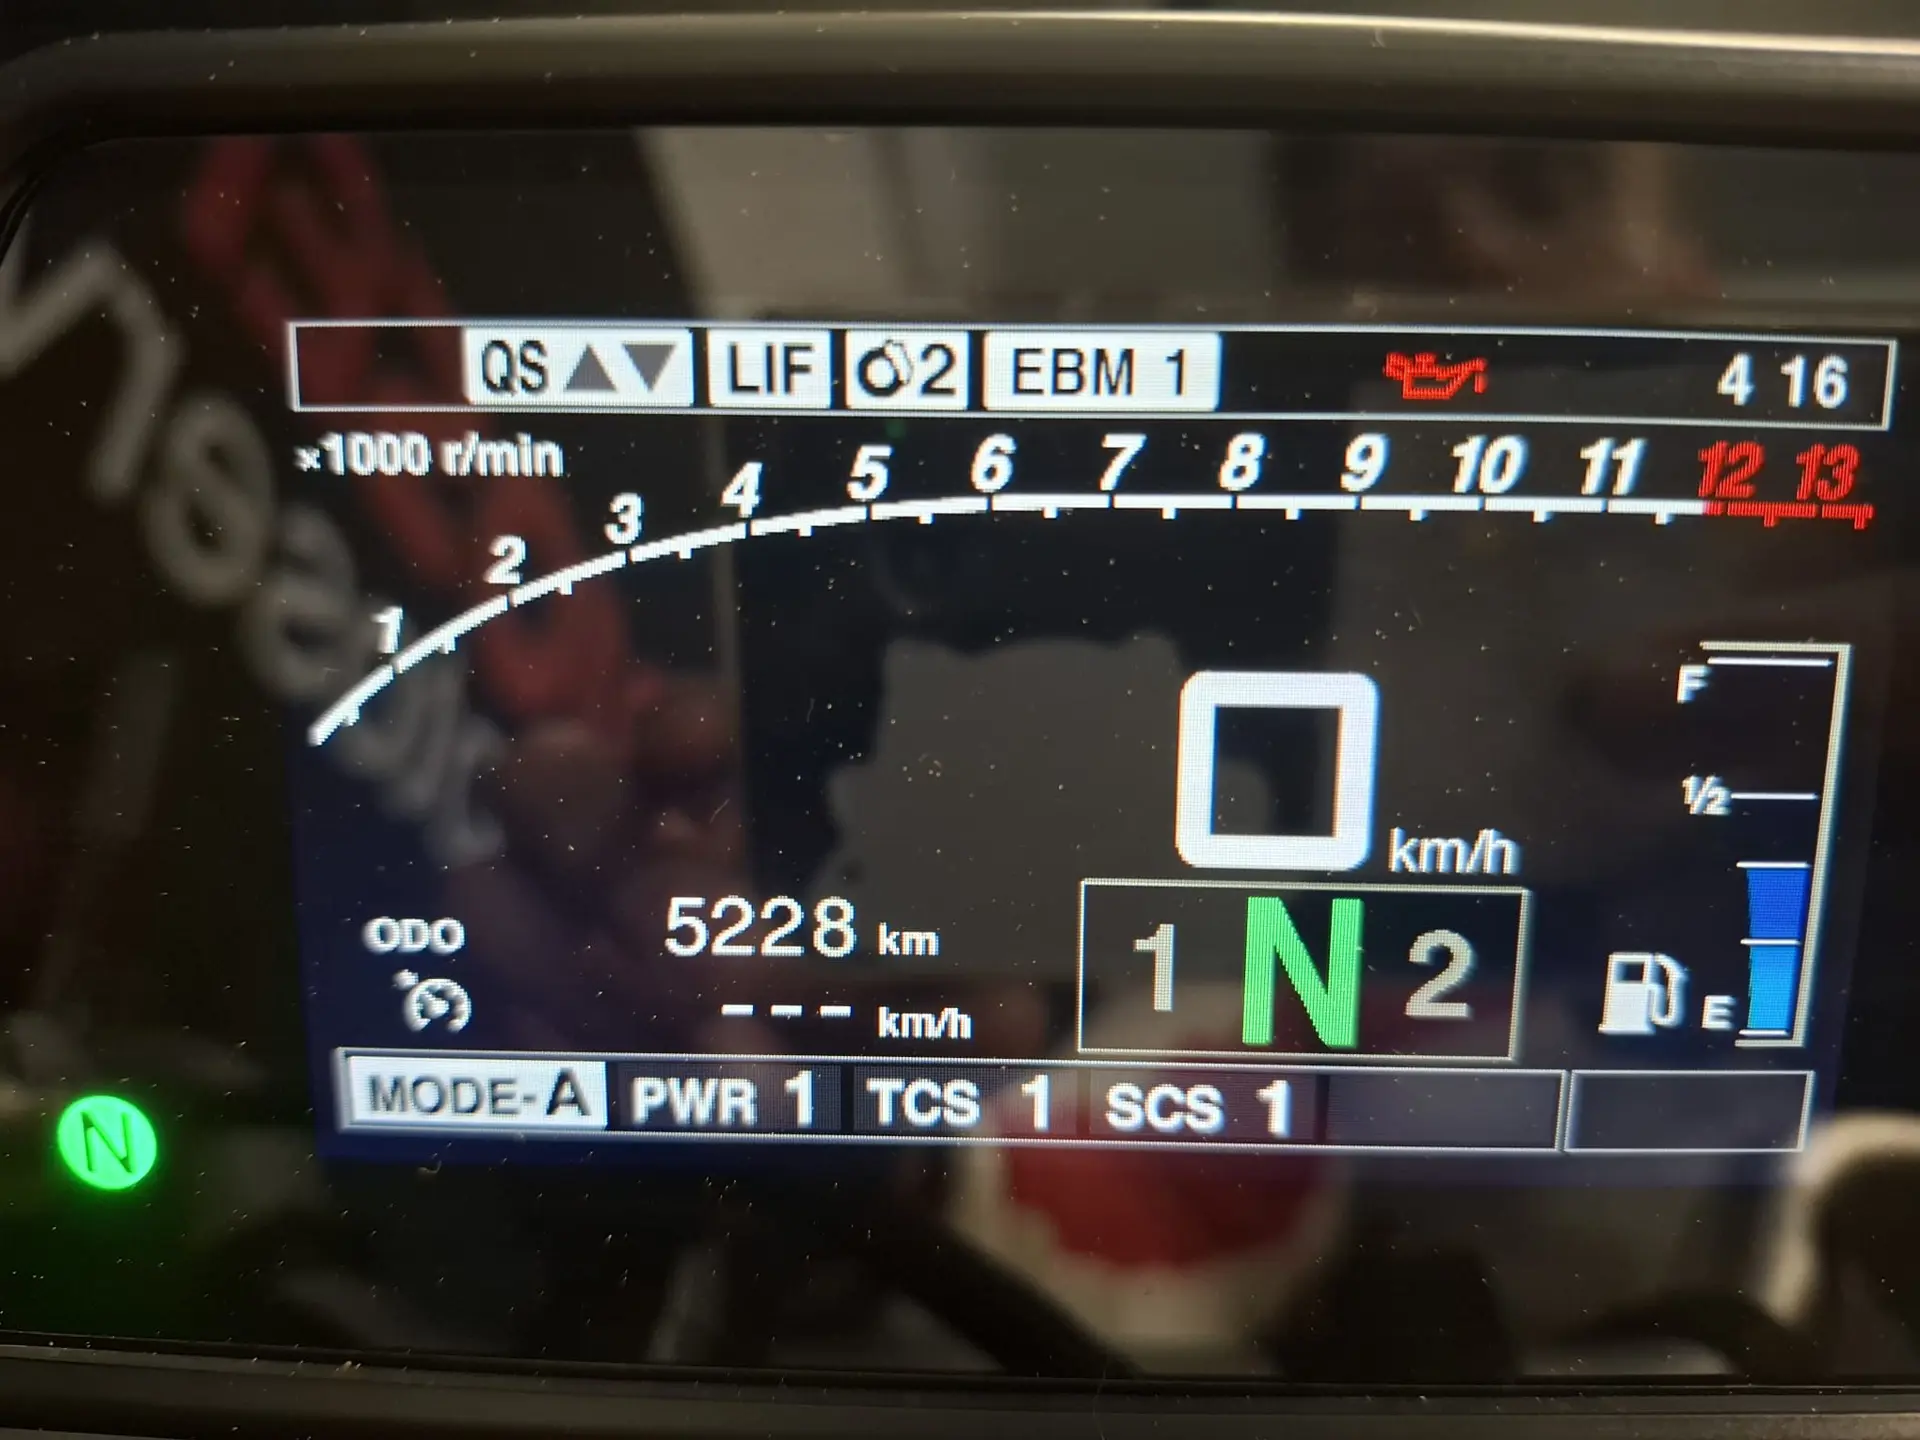 QS LIF 2 EBM 1 4 16
×1000 r/min
1 2 3 4 5 6 7 8 9 10 11 12 13
0 km/h
F
1/2
E
ODO 5228 km
--- km/h
1 N 2
MODE-A PWR 1 TCS 1 SCS 1
N